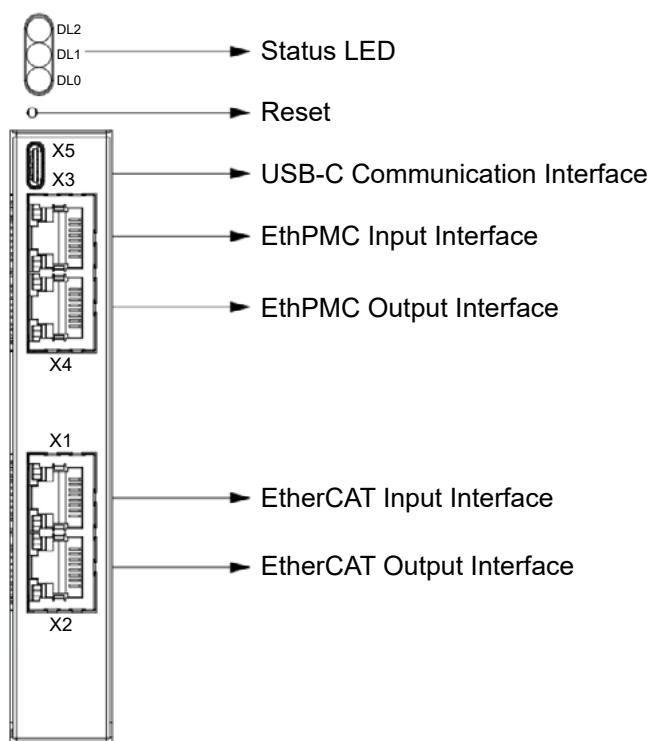 DL2
DL1
DL0
Status LED
Reset
X5
X3
USB-C Communication Interface
EthPMC Input Interface
EthPMC Output Interface
X4
X1
EtherCAT Input Interface
EtherCAT Output Interface
X2